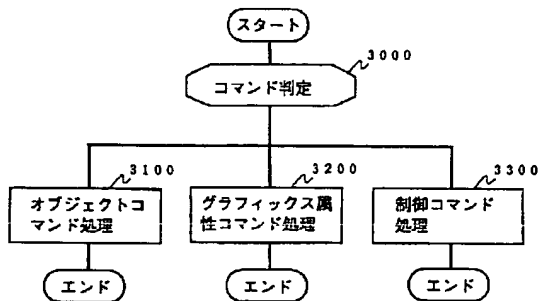 スタート
3000
コマンド判定
3100
オブジェクトコ
マンド処理
3200
グラフィックス属
性コマンド処理
3300
制御コマンド
処理
エンド
エンド
エンド